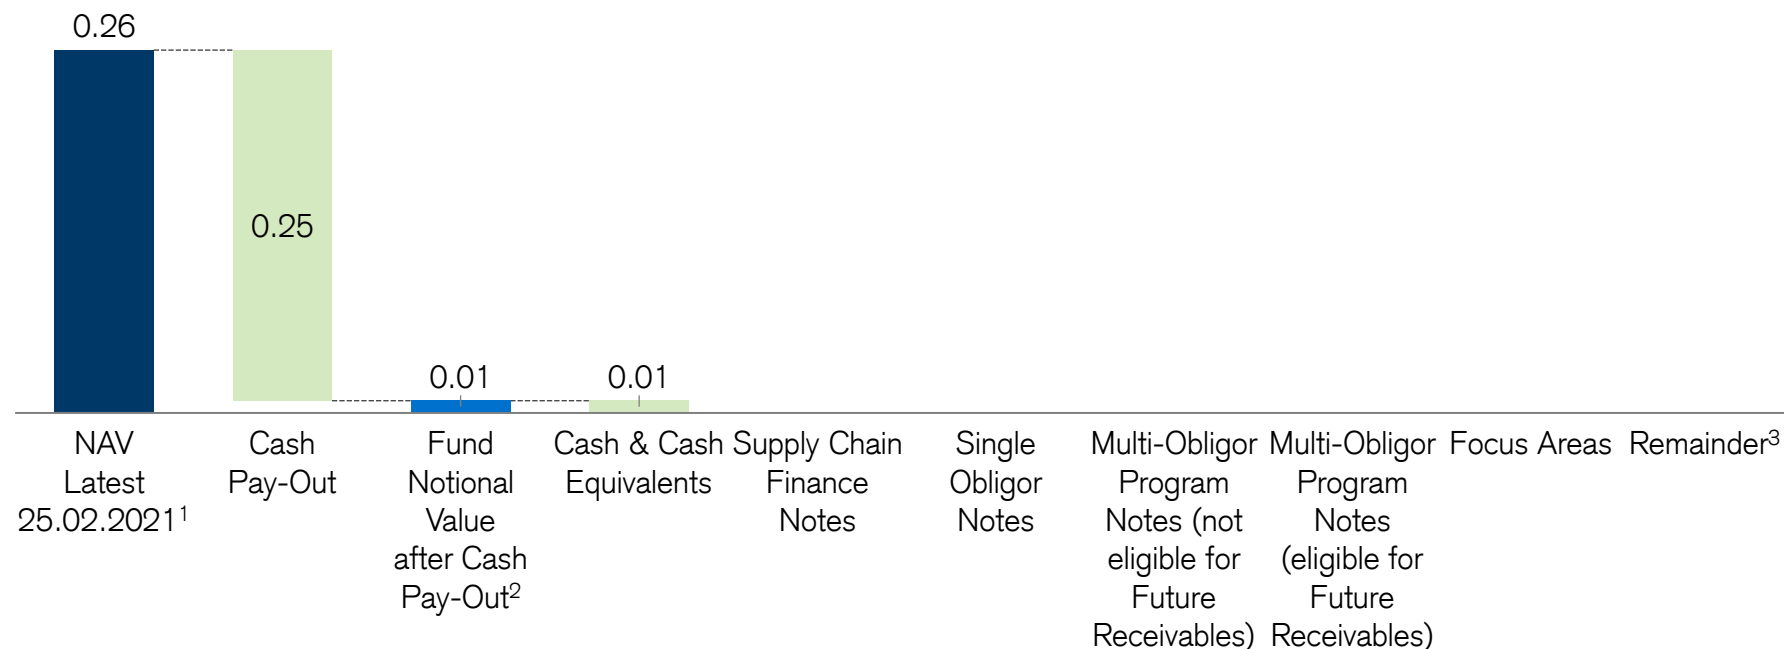 0.26
0.25
0.01
0.01
NAV
Latest
25.02.2021¹
Cash
Pay-Out
Fund
Notional
Value
after Cash
Pay-Out²
Cash & Cash
Equivalents
Supply Chain
Finance
Notes
Single
Obligor
Notes
Multi-Obligor
Program
Notes (not
eligible for
Future
Receivables)
Multi-Obligor
Program
Notes
(eligible for
Future
Receivables)
Focus Areas
Remainder³